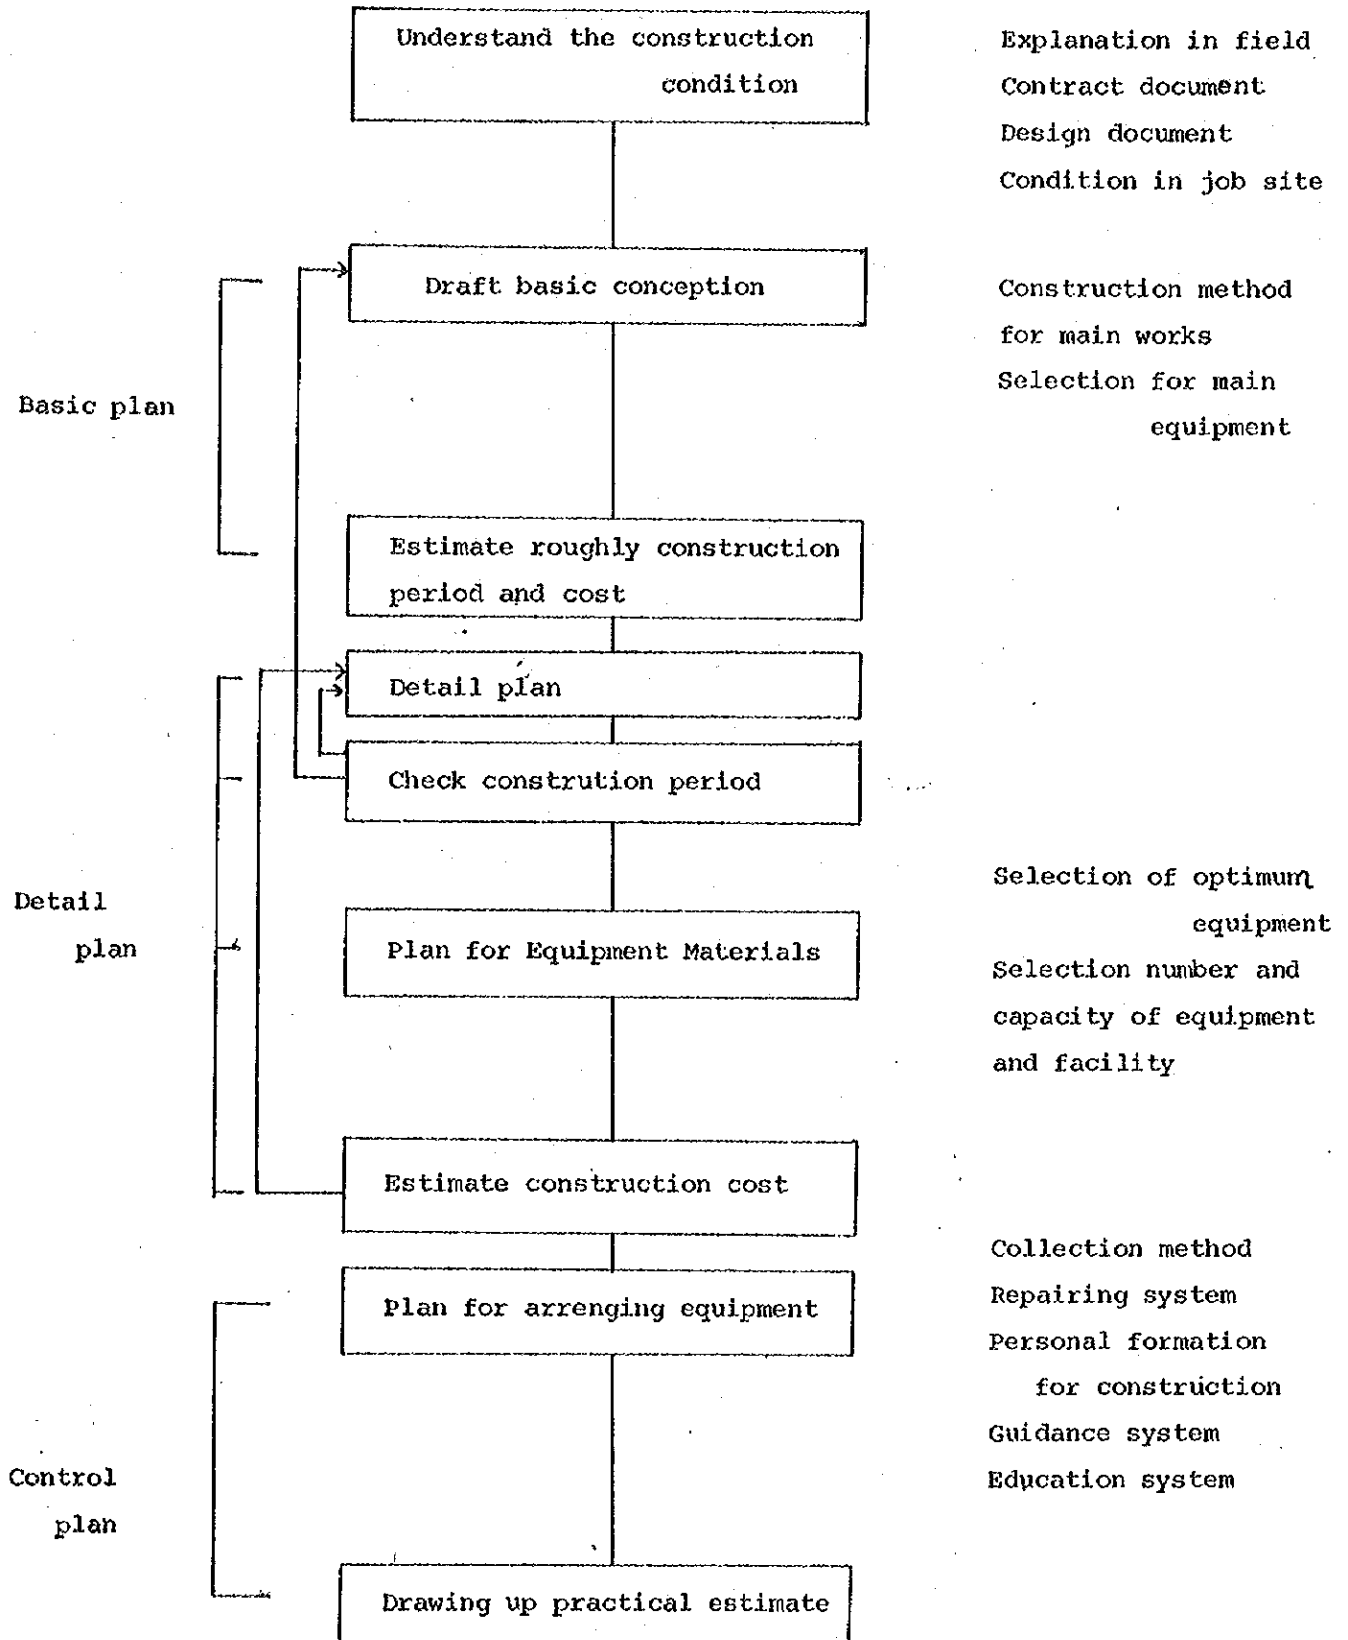 Understand the construction
condition
Explanation in field
Contract document
Design document
Condition in job site
Draft basic conception
Construction method
for main works
Selection for main
equipment
Basic plan
Estimate roughly construction
period and cost
Detail plan
Check constrution period
Detail
plan
Plan for Equipment Materials
Selection of optimum
equipment
Selection number and
capacity of equipment
and facility
Estimate construction cost
Plan for arrenging equipment
Collection method
Repairing system
Personal formation
for construction
Guidance system
Education system
Control
plan
Drawing up practical estimate